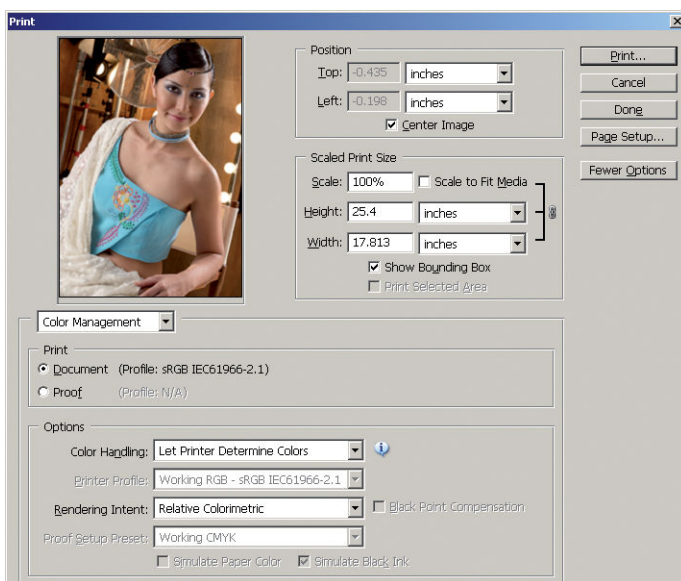 Print
Position
Top: -0.435 inches
Left: -0.198 inches
Center Image
Print...
Cancel
Done
Page Setup...
Fewer Options
Scaled Print Size
Scale: 100% Scale to Fit Media
Height: 25.4 inches
Width: 17.813 inches
Show Bounding Box
Print Selected Area
Color Management
Print
Document (Profile: sRGB IEC61966-2.1)
Proof (Profile: N/A)
Options
Color Handling: Let Printer Determine Colors
Printer Profile: Working RGB - sRGB IEC61966-2.1
Rendering Intent: Relative Colorimetric Black Point Compensation
Proof Setup Preset: Working CMYK
Simulate Paper Color Simulate Black Ink